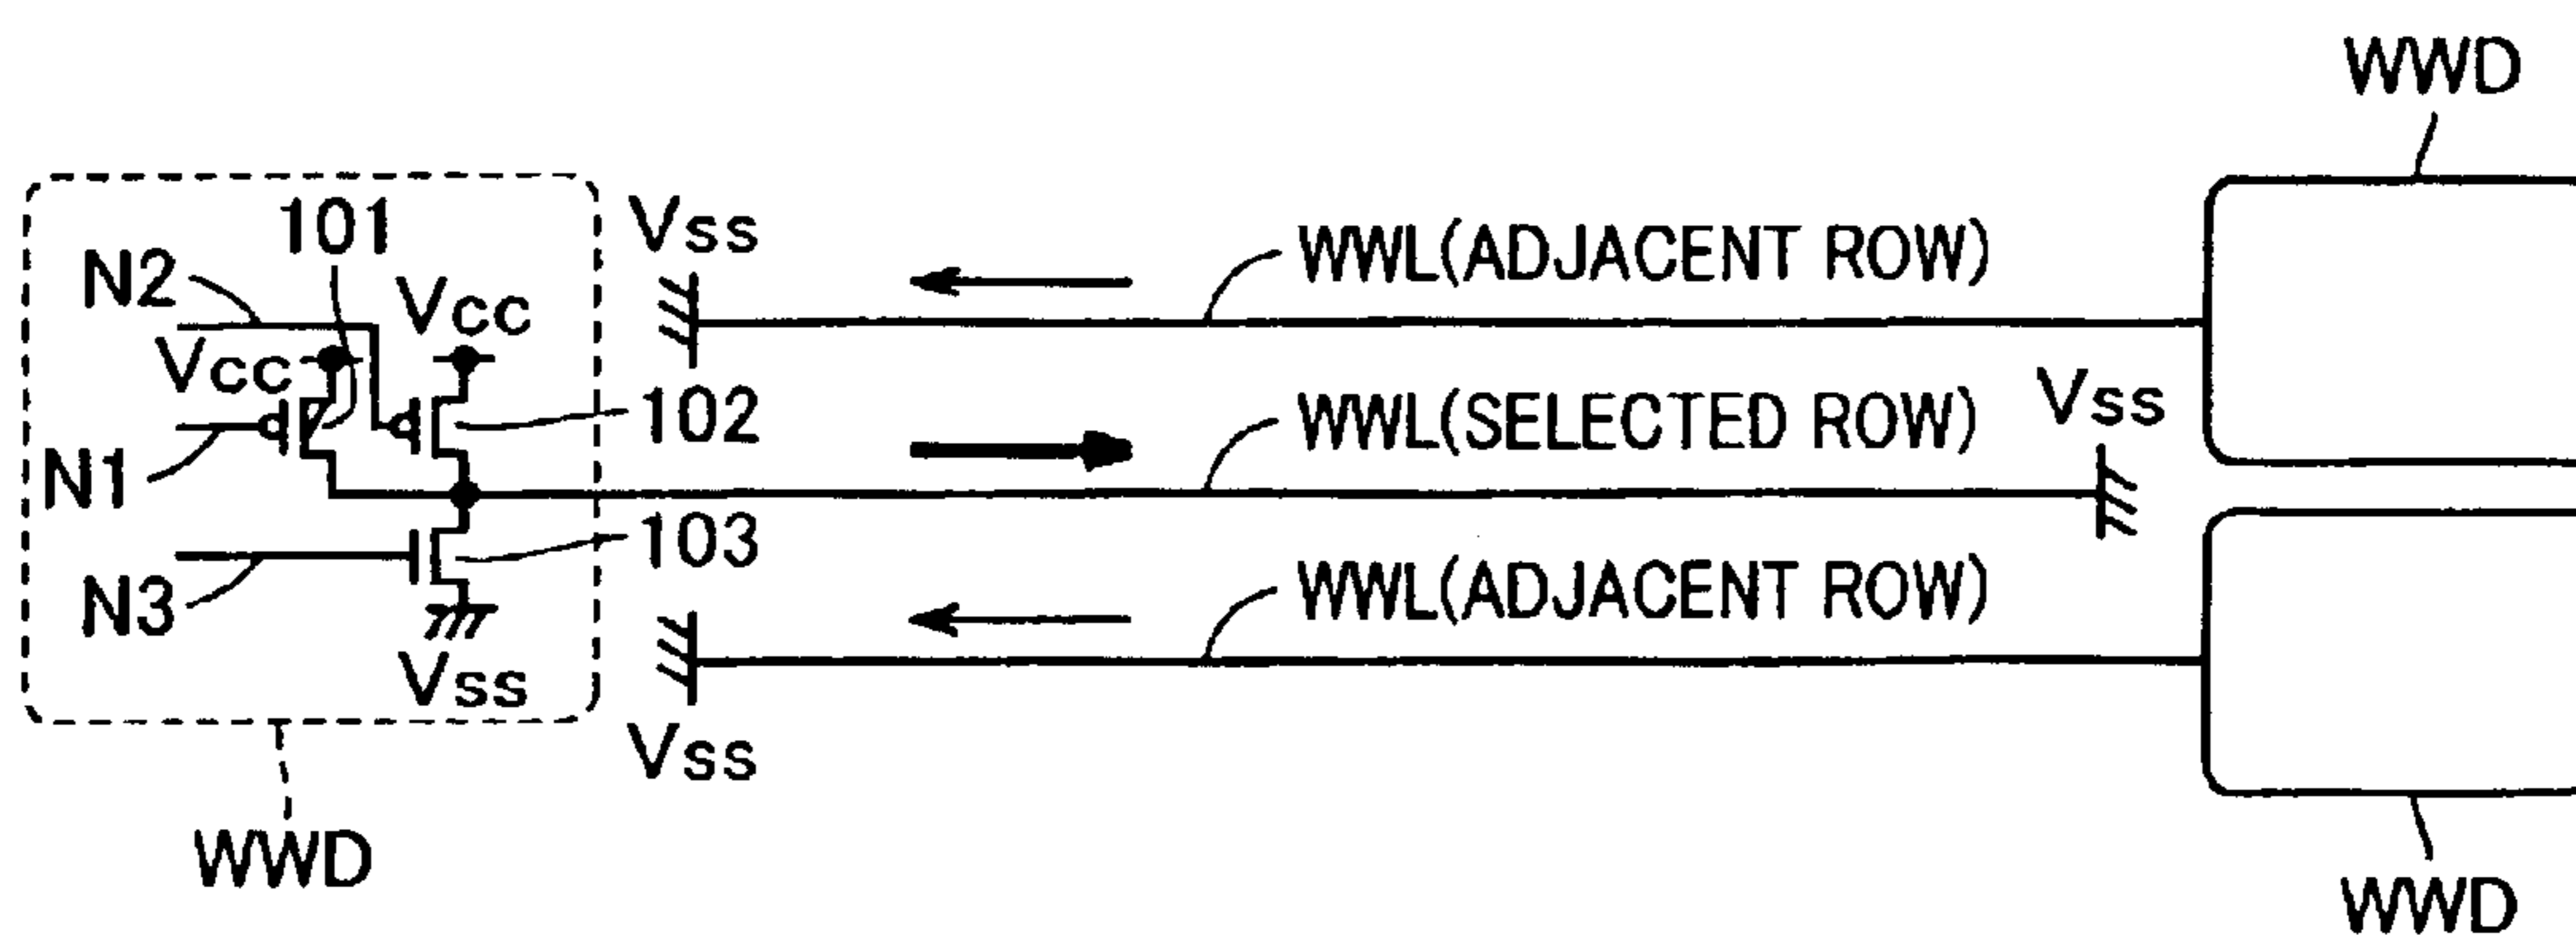 WWD
101
N2
Vss
WWL(ADJACENT ROW)
Vcc
Vcc
102
WWL(SELECTED ROW)
Vss
N1
103
N3
WWL(ADJACENT ROW)
Vss
Vss
WWD
WWD